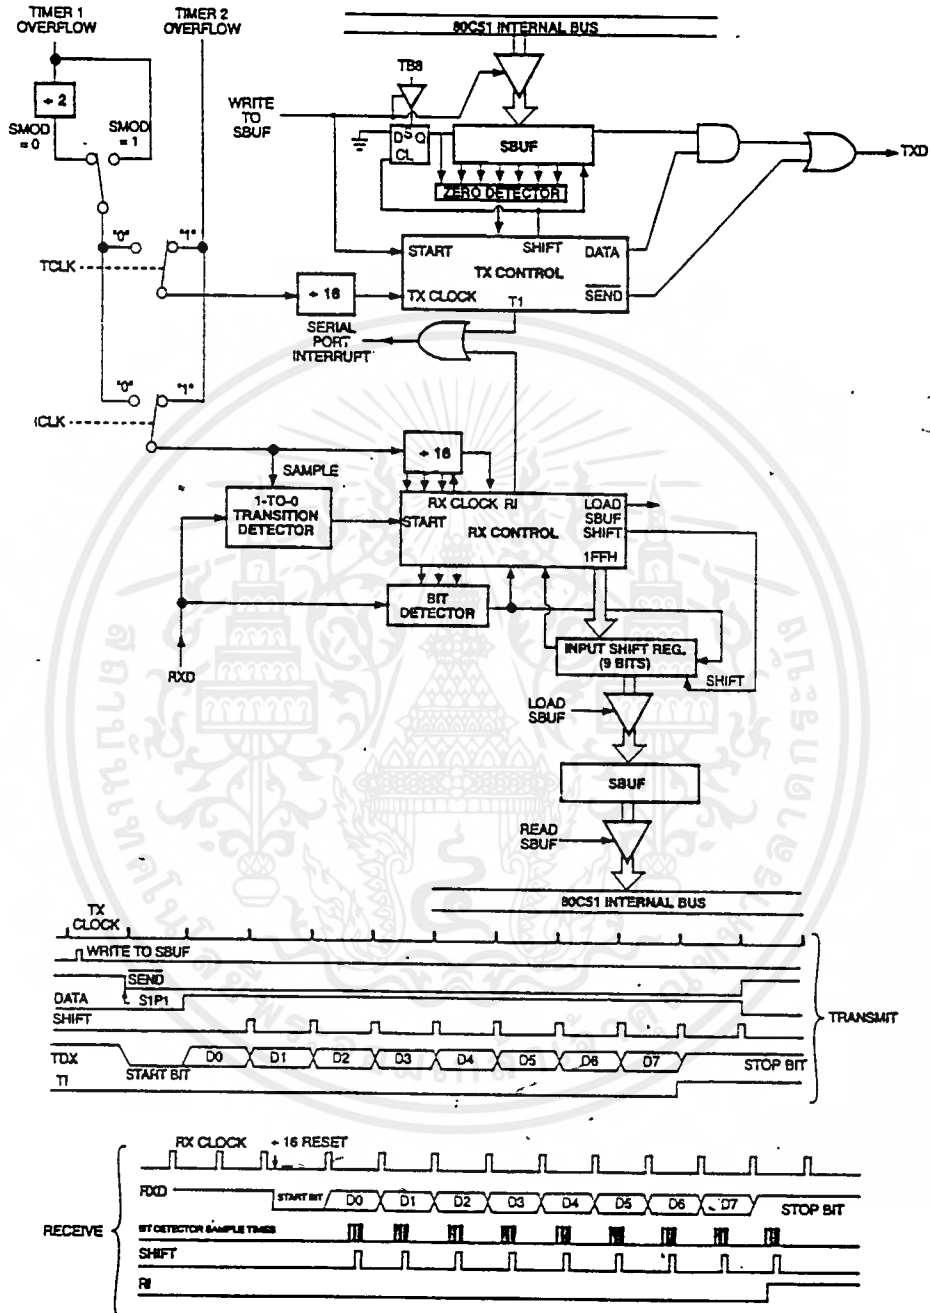 TIMER 1 OVERFLOW
TIMER 2 OVERFLOW
80C51 INTERNAL BUS
TB8
÷ 2
WRITE TO SBUF
SMOD = 0
SMOD = 1
D S Q
CL
SBUF
TXD
ZERO DETECTOR
"0"
"1"
START
SHIFT
DATA
TCLK
TX CONTROL
÷ 16
TX CLOCK
T1
SEND
SERIAL PORT INTERRUPT
"0"
"1"
CLK
÷ 16
SAMPLE
1-TO-0 TRANSITION DETECTOR
RX CLOCK RI
LOAD SBUF
START
RX CONTROL
SHIFT
1FFH
BIT DETECTOR
INPUT SHIFT REG. (9 BITS)
RXD
SHIFT
LOAD SBUF
SBUF
READ SBUF
80C51 INTERNAL BUS
TX CLOCK
WRITE TO SBUF
SEND
DATA
S1P1
TRANSMIT
SHIFT
TDX
START BIT
D0 D1 D2 D3 D4 D5 D6 D7
STOP BIT
TI
RX CLOCK
÷ 16 RESET
RXD
START BIT
D0 D1 D2 D3 D4 D5 D6 D7
STOP BIT
RECEIVE
BIT DETECTOR SAMPLE TIMES
SHIFT
RI